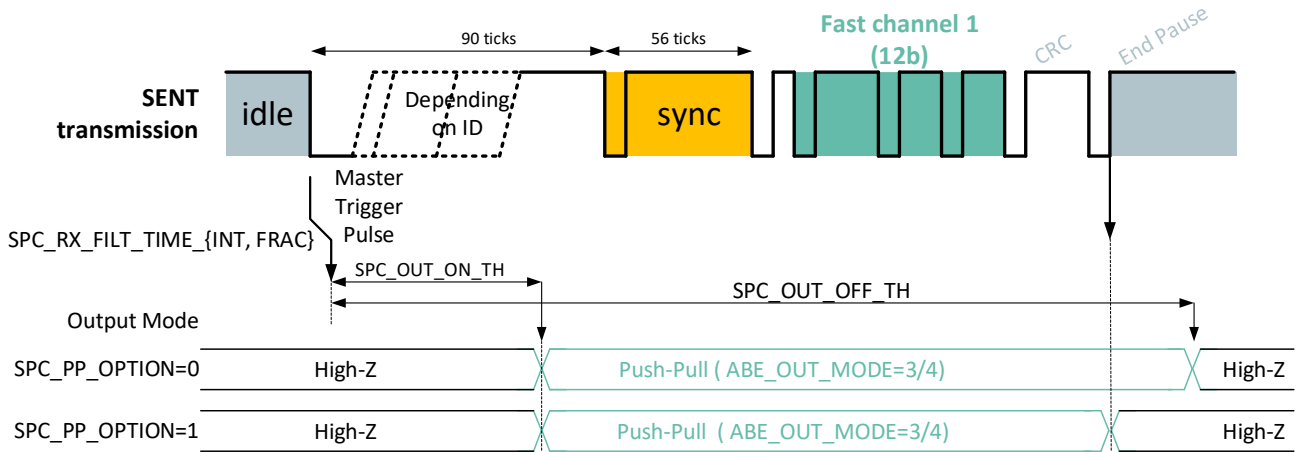 Fast channel 1
(12b)
90 ticks
56 ticks
CRC
End Pause
SENT
transmission
idle
Depending
on ID
sync
Master
Trigger
Pulse
SPC_RX_FILT_TIME_{INT, FRAC}
SPC_OUT_ON_TH
SPC_OUT_OFF_TH
Output Mode
SPC_PP_OPTION=0
High-Z
Push-Pull ( ABE_OUT_MODE=3/4)
High-Z
SPC_PP_OPTION=1
High-Z
Push-Pull ( ABE_OUT_MODE=3/4)
High-Z